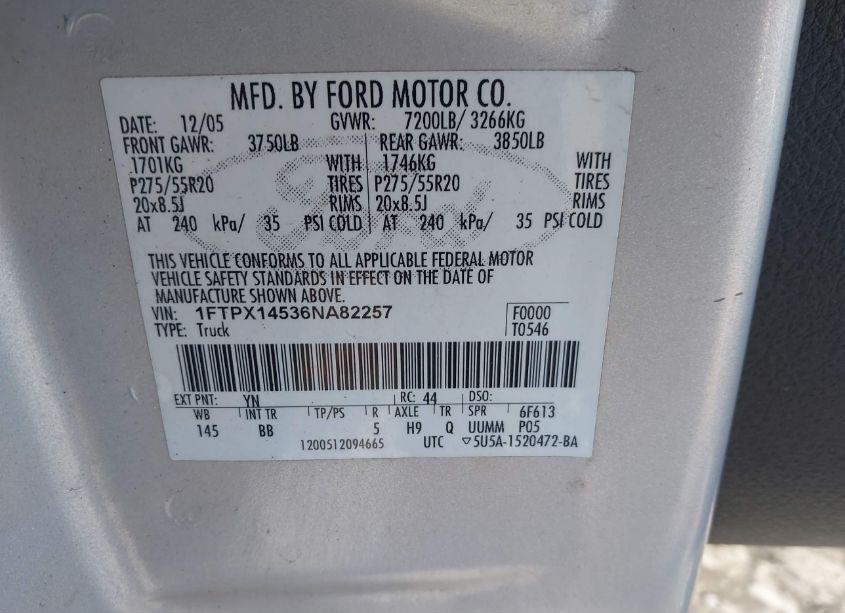 MFD. BY FORD MOTOR CO.
DATE: 12/05 GVWR: 7200LB/ 3266KG
FRONT GAWR: 3750LB REAR GAWR: 3850LB
1701KG WITH 1746KG WITH
P275/55R20 TIRES P275/55R20 TIRES
20x8.5J RIMS 20x8.5J RIMS
AT 240 kPa/ 35 PSI COLD AT 240 kPa/ 35 PSI COLD
THIS VEHICLE CONFORMS TO ALL APPLICABLE FEDERAL MOTOR
VEHICLE SAFETY STANDARDS IN EFFECT ON THE DATE OF
MANUFACTURE SHOWN ABOVE.
VIN: 1FTPX14536NA82257 F0000
TYPE: Truck T0546
EXT PNT: YN RC: 44 DSO:
WB INT TR TP/PS R AXLE TR SPR 6F613
145 BB 5 H9 Q UUMM P05
1200512094665 UTC ▽5U5A-1520472-BA